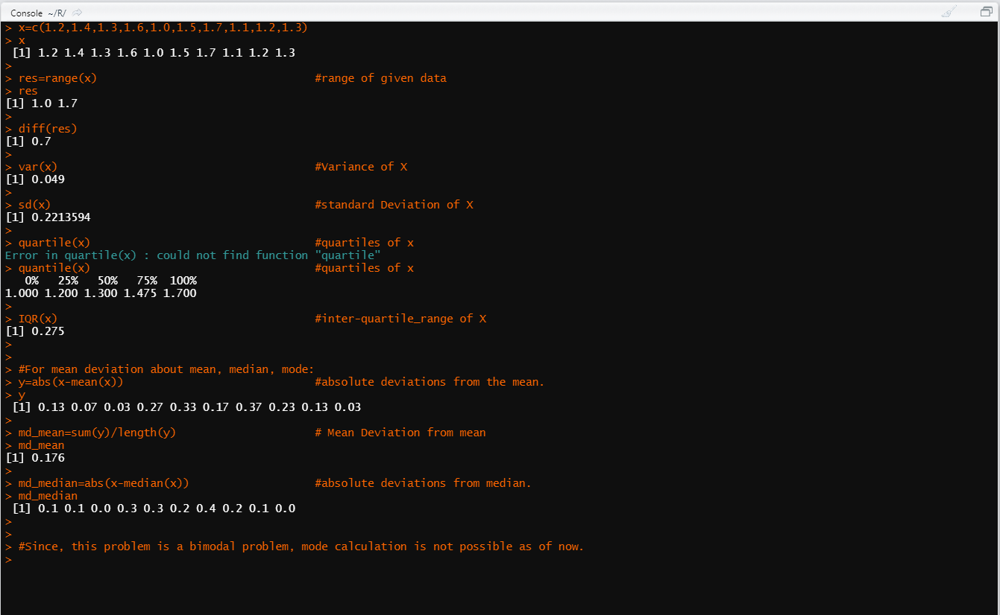 Console ~/R/
> x=c(1.2,1.4,1.3,1.6,1.0,1.5,1.7,1.1,1.2,1.3)
> x
 [1] 1.2 1.4 1.3 1.6 1.0 1.5 1.7 1.1 1.2 1.3
>
> res=range(x)                                 #range of given data
> res
[1] 1.0 1.7
>
> diff(res)
[1] 0.7
>
> var(x)                                       #Variance of X
[1] 0.049
>
> sd(x)                                        #standard Deviation of X
[1] 0.2213594
>
> quartile(x)                                  #quartiles of x
Error in quartile(x) : could not find function "quartile"
> quantile(x)                                  #quartiles of x
   0%   25%   50%   75%  100%
1.000 1.200 1.300 1.475 1.700
>
> IQR(x)                                       #inter-quartile_range of X
[1] 0.275
>
>
> #For mean deviation about mean, median, mode:
> y=abs(x-mean(x))                             #absolute deviations from the mean.
> y
 [1] 0.13 0.07 0.03 0.27 0.33 0.17 0.37 0.23 0.13 0.03
>
> md_mean=sum(y)/length(y)                     # Mean Deviation from mean
> md_mean
[1] 0.176
>
> md_median=abs(x-median(x))                   #absolute deviations from median.
> md_median
 [1] 0.1 0.1 0.0 0.3 0.3 0.2 0.4 0.2 0.1 0.0
>
>
> #Since, this problem is a bimodal problem, mode calculation is not possible as of now.
>